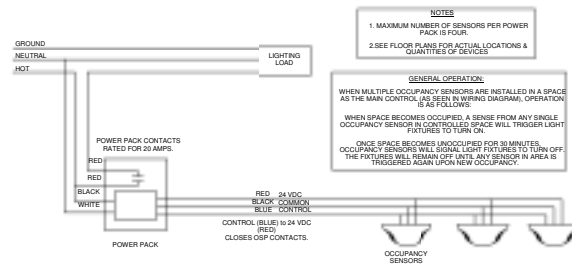 NOTES
1. MAXIMUM NUMBER OF SENSORS PER POWER
PACK IS FOUR.
2.SEE FLOOR PLANS FOR ACTUAL LOCATIONS &
QUANTITIES OF DEVICES
GROUND
NEUTRAL
HOT
LIGHTING
LOAD
GENERAL OPERATION:
WHEN MULTIPLE OCCUPANCY SENSORS ARE INSTALLED IN A SPACE
AS THE MAIN CONTROL (AS SEEN IN WIRING DIAGRAM), OPERATION
IS AS FOLLOWS:
WHEN SPACE BECOMES OCCUPIED, A SENSE FROM ANY SINGLE
OCCUPANCY SENSOR IN CONTROLLED SPACE WILL TRIGGER LIGHT
FIXTURES TO TURN ON.
ONCE SPACE BECOMES UNOCCUPIED FOR 30 MINUTES,
OCCUPANCY SENSORS WILL SIGNAL LIGHT FIXTURES TO TURN OFF.
THE FIXTURES WILL REMAIN OFF UNTIL ANY SENSOR IN AREA IS
TRIGGERED AGAIN UPON NEW OCCUPANCY.
POWER PACK CONTACTS
RATED FOR 20 AMPS.
RED
RED
BLACK
WHITE
POWER PACK
RED 24 VDC
BLACK COMMON
BLUE CONTROL
CONTROL (BLUE) to 24 VDC
(RED)
CLOSES OSP CONTACTS.
OCCUPANCY
SENSORS